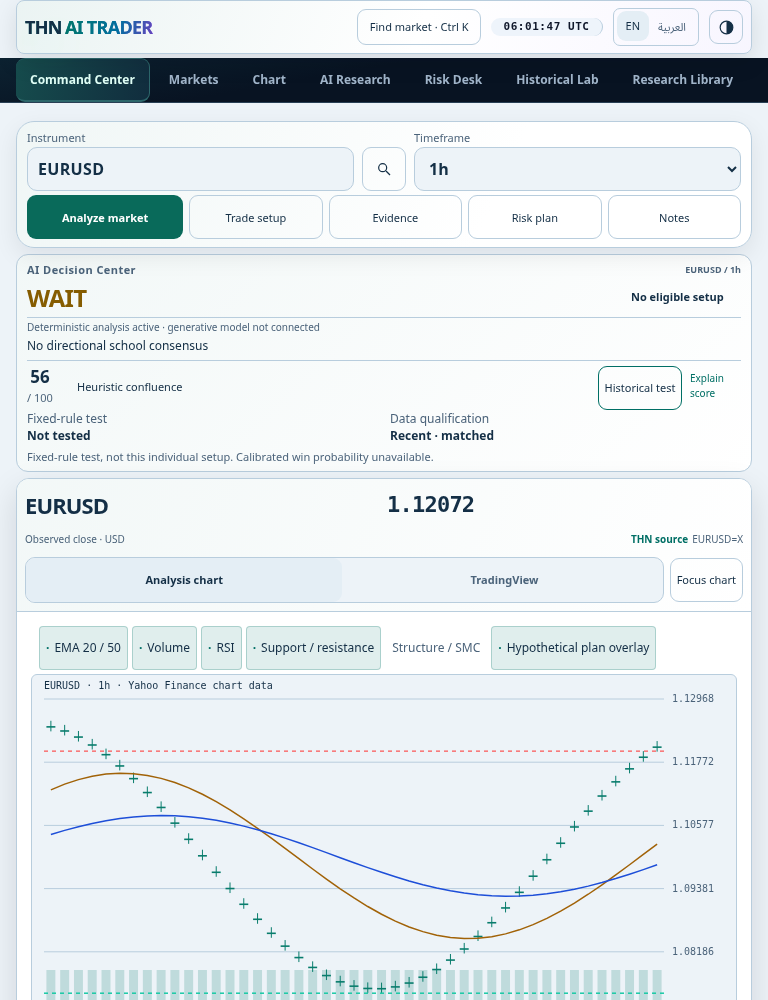 THN AI TRADER
Find market · Ctrl K
06:01:47 UTC
EN
العربية
Command Center
Markets
Chart
AI Research
Risk Desk
Historical Lab
Research Library
Instrument
Timeframe
EURUSD
1h
Analyze market
Trade setup
Evidence
Risk plan
Notes
AI Decision Center
EURUSD / 1h
WAIT
No eligible setup
Deterministic analysis active · generative model not connected
No directional school consensus
56
/ 100
Heuristic confluence
Historical test
Explain
score
Fixed-rule test
Data qualification
Not tested
Recent · matched
Fixed-rule test, not this individual setup. Calibrated win probability unavailable.
EURUSD
1.12072
Observed close · USD
THN source EURUSD=X
Analysis chart
TradingView
Focus chart
· EMA 20 / 50
· Volume
· RSI
· Support / resistance
Structure / SMC
· Hypothetical plan overlay
EURUSD · 1h · Yahoo Finance chart data
1.12968
1.11772
1.10577
1.09381
1.08186